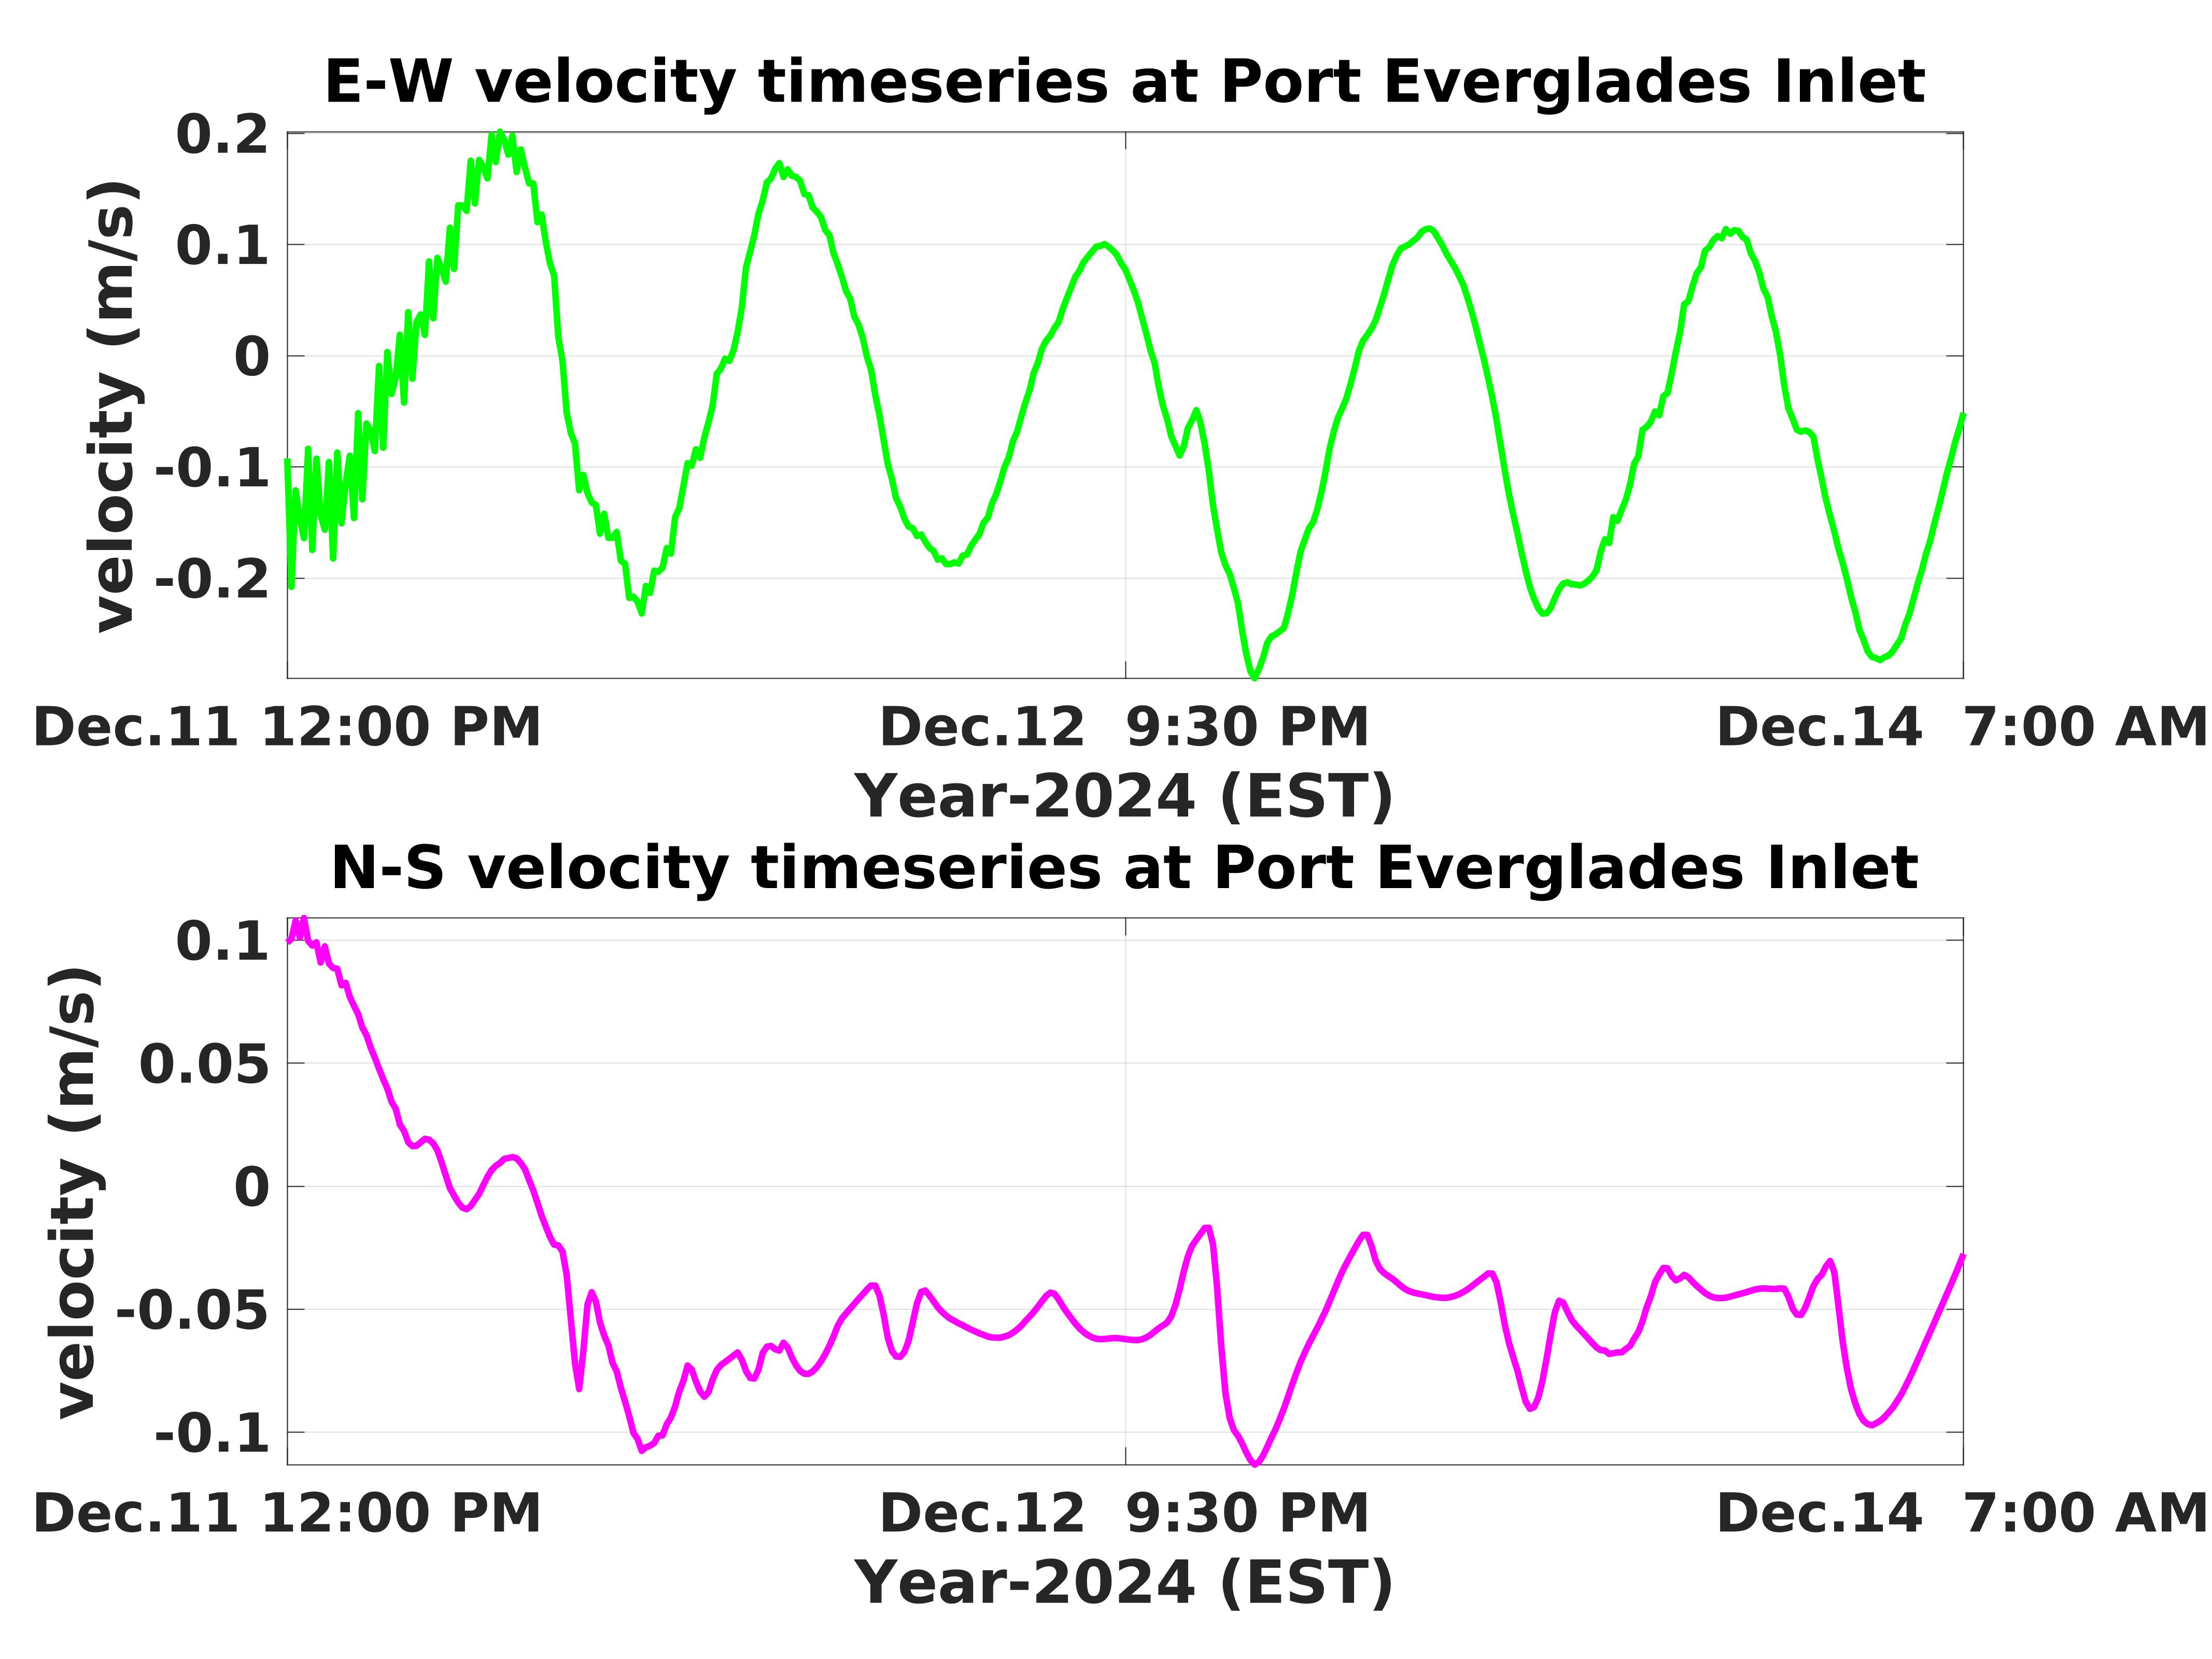 E-W velocity timeseries at Port Everglades Inlet
velocity (m/s)
0.2
0.1
0
-0.1
-0.2
Dec.11 12:00 PM
Dec.12  9:30 PM
Dec.14  7:00 AM
Year-2024 (EST)
N-S velocity timeseries at Port Everglades Inlet
velocity (m/s)
0.1
0.05
0
-0.05
-0.1
Dec.11 12:00 PM
Dec.12  9:30 PM
Dec.14  7:00 AM
Year-2024 (EST)